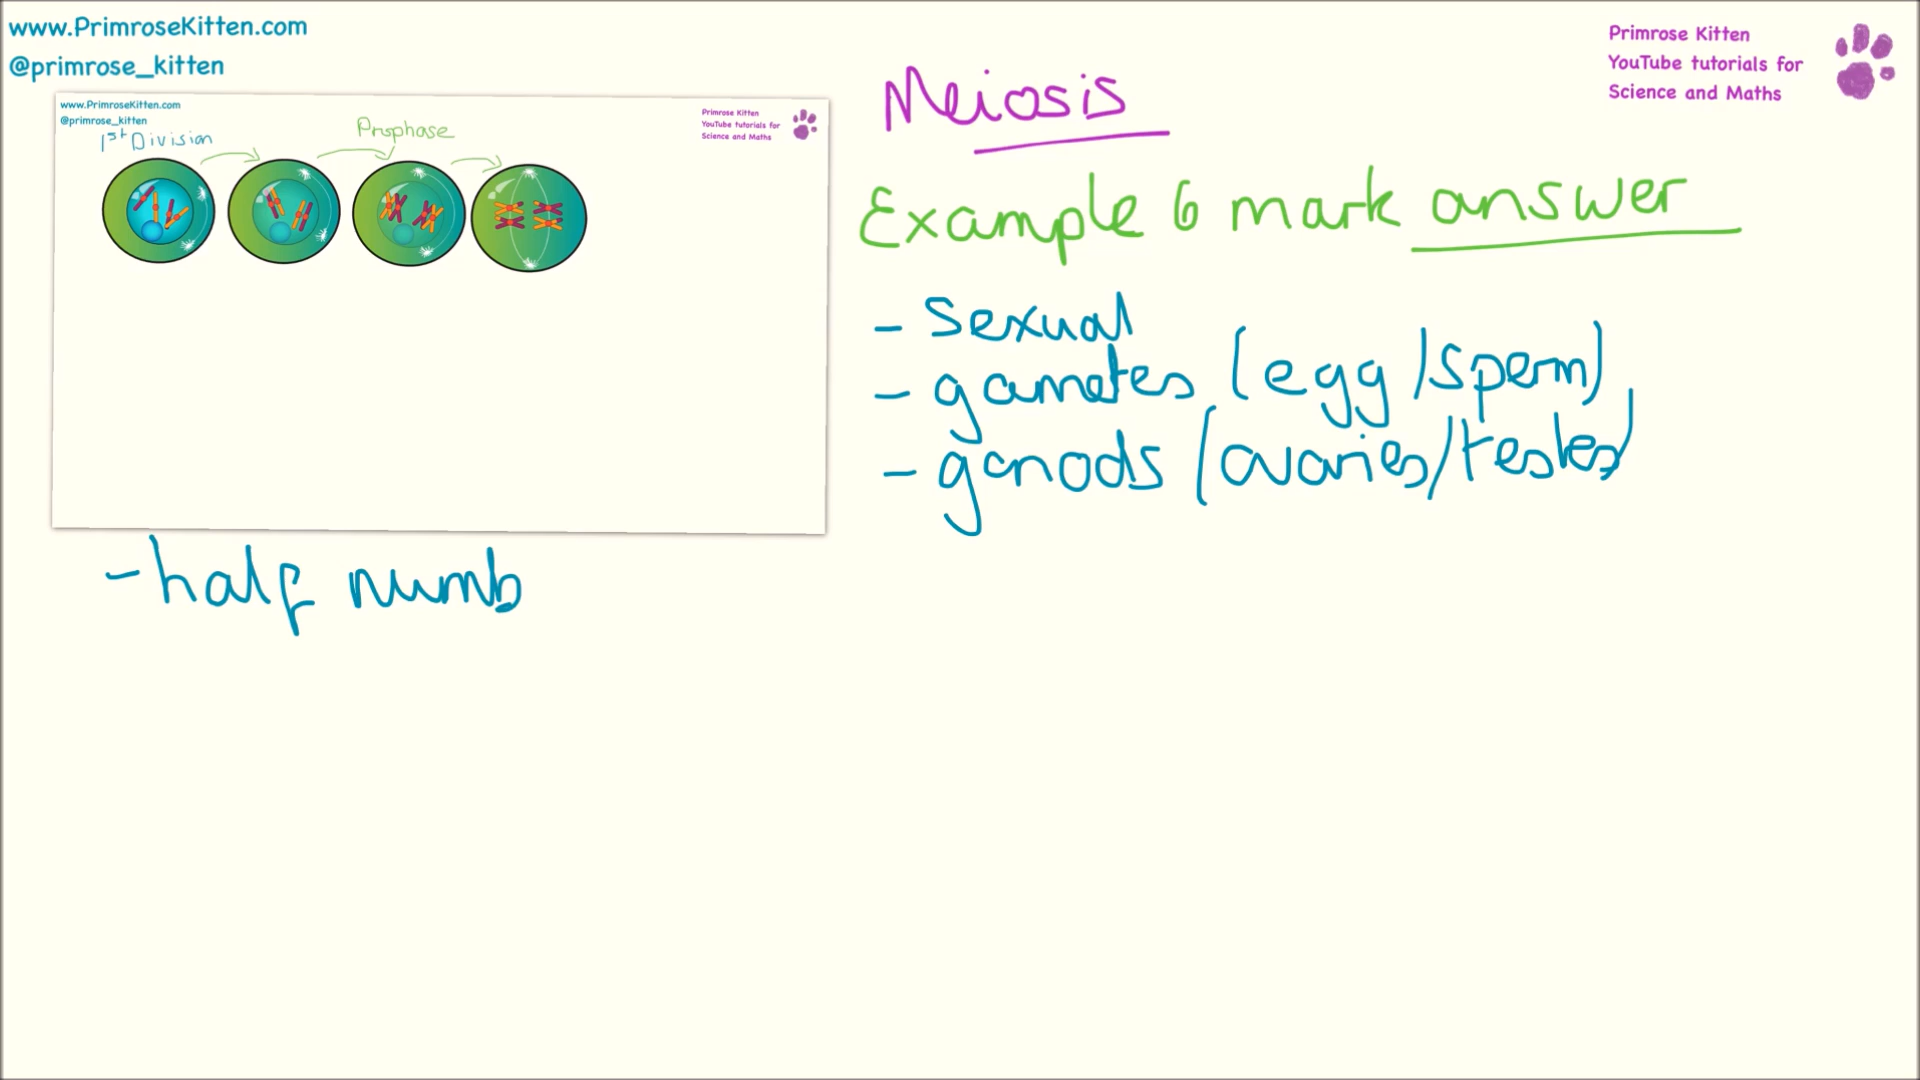 www.PrimroseKitten.com
@primrose_kitten
Primrose Kitten
YouTube tutorials for
Science and Maths
www.PrimroseKitten.com
@primrose_kitten
Primrose Kitten
YouTube tutorials for
Science and Maths
1st Division
Prophase
Meiosis
Example 6 mark answer
- Sexual
- gametes (egg/sperm)
- gonods (ovaries/testes)
- half numb